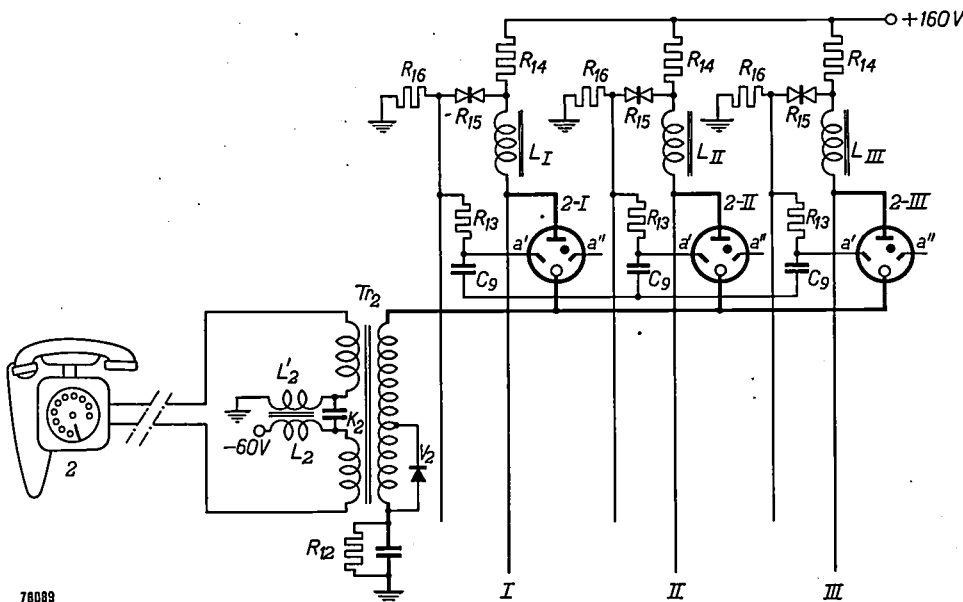 +160V
R14
R14
R14
R16
R16
R16
R15
R15
R15
LI
LII
LIII
2-I
2-II
2-III
R13
R13
R13
a'
a"
a'
a"
a'
a"
C9
C9
C9
Tr2
L'2
K2
-60V
L2
V2
2
R12
I
II
III
76089